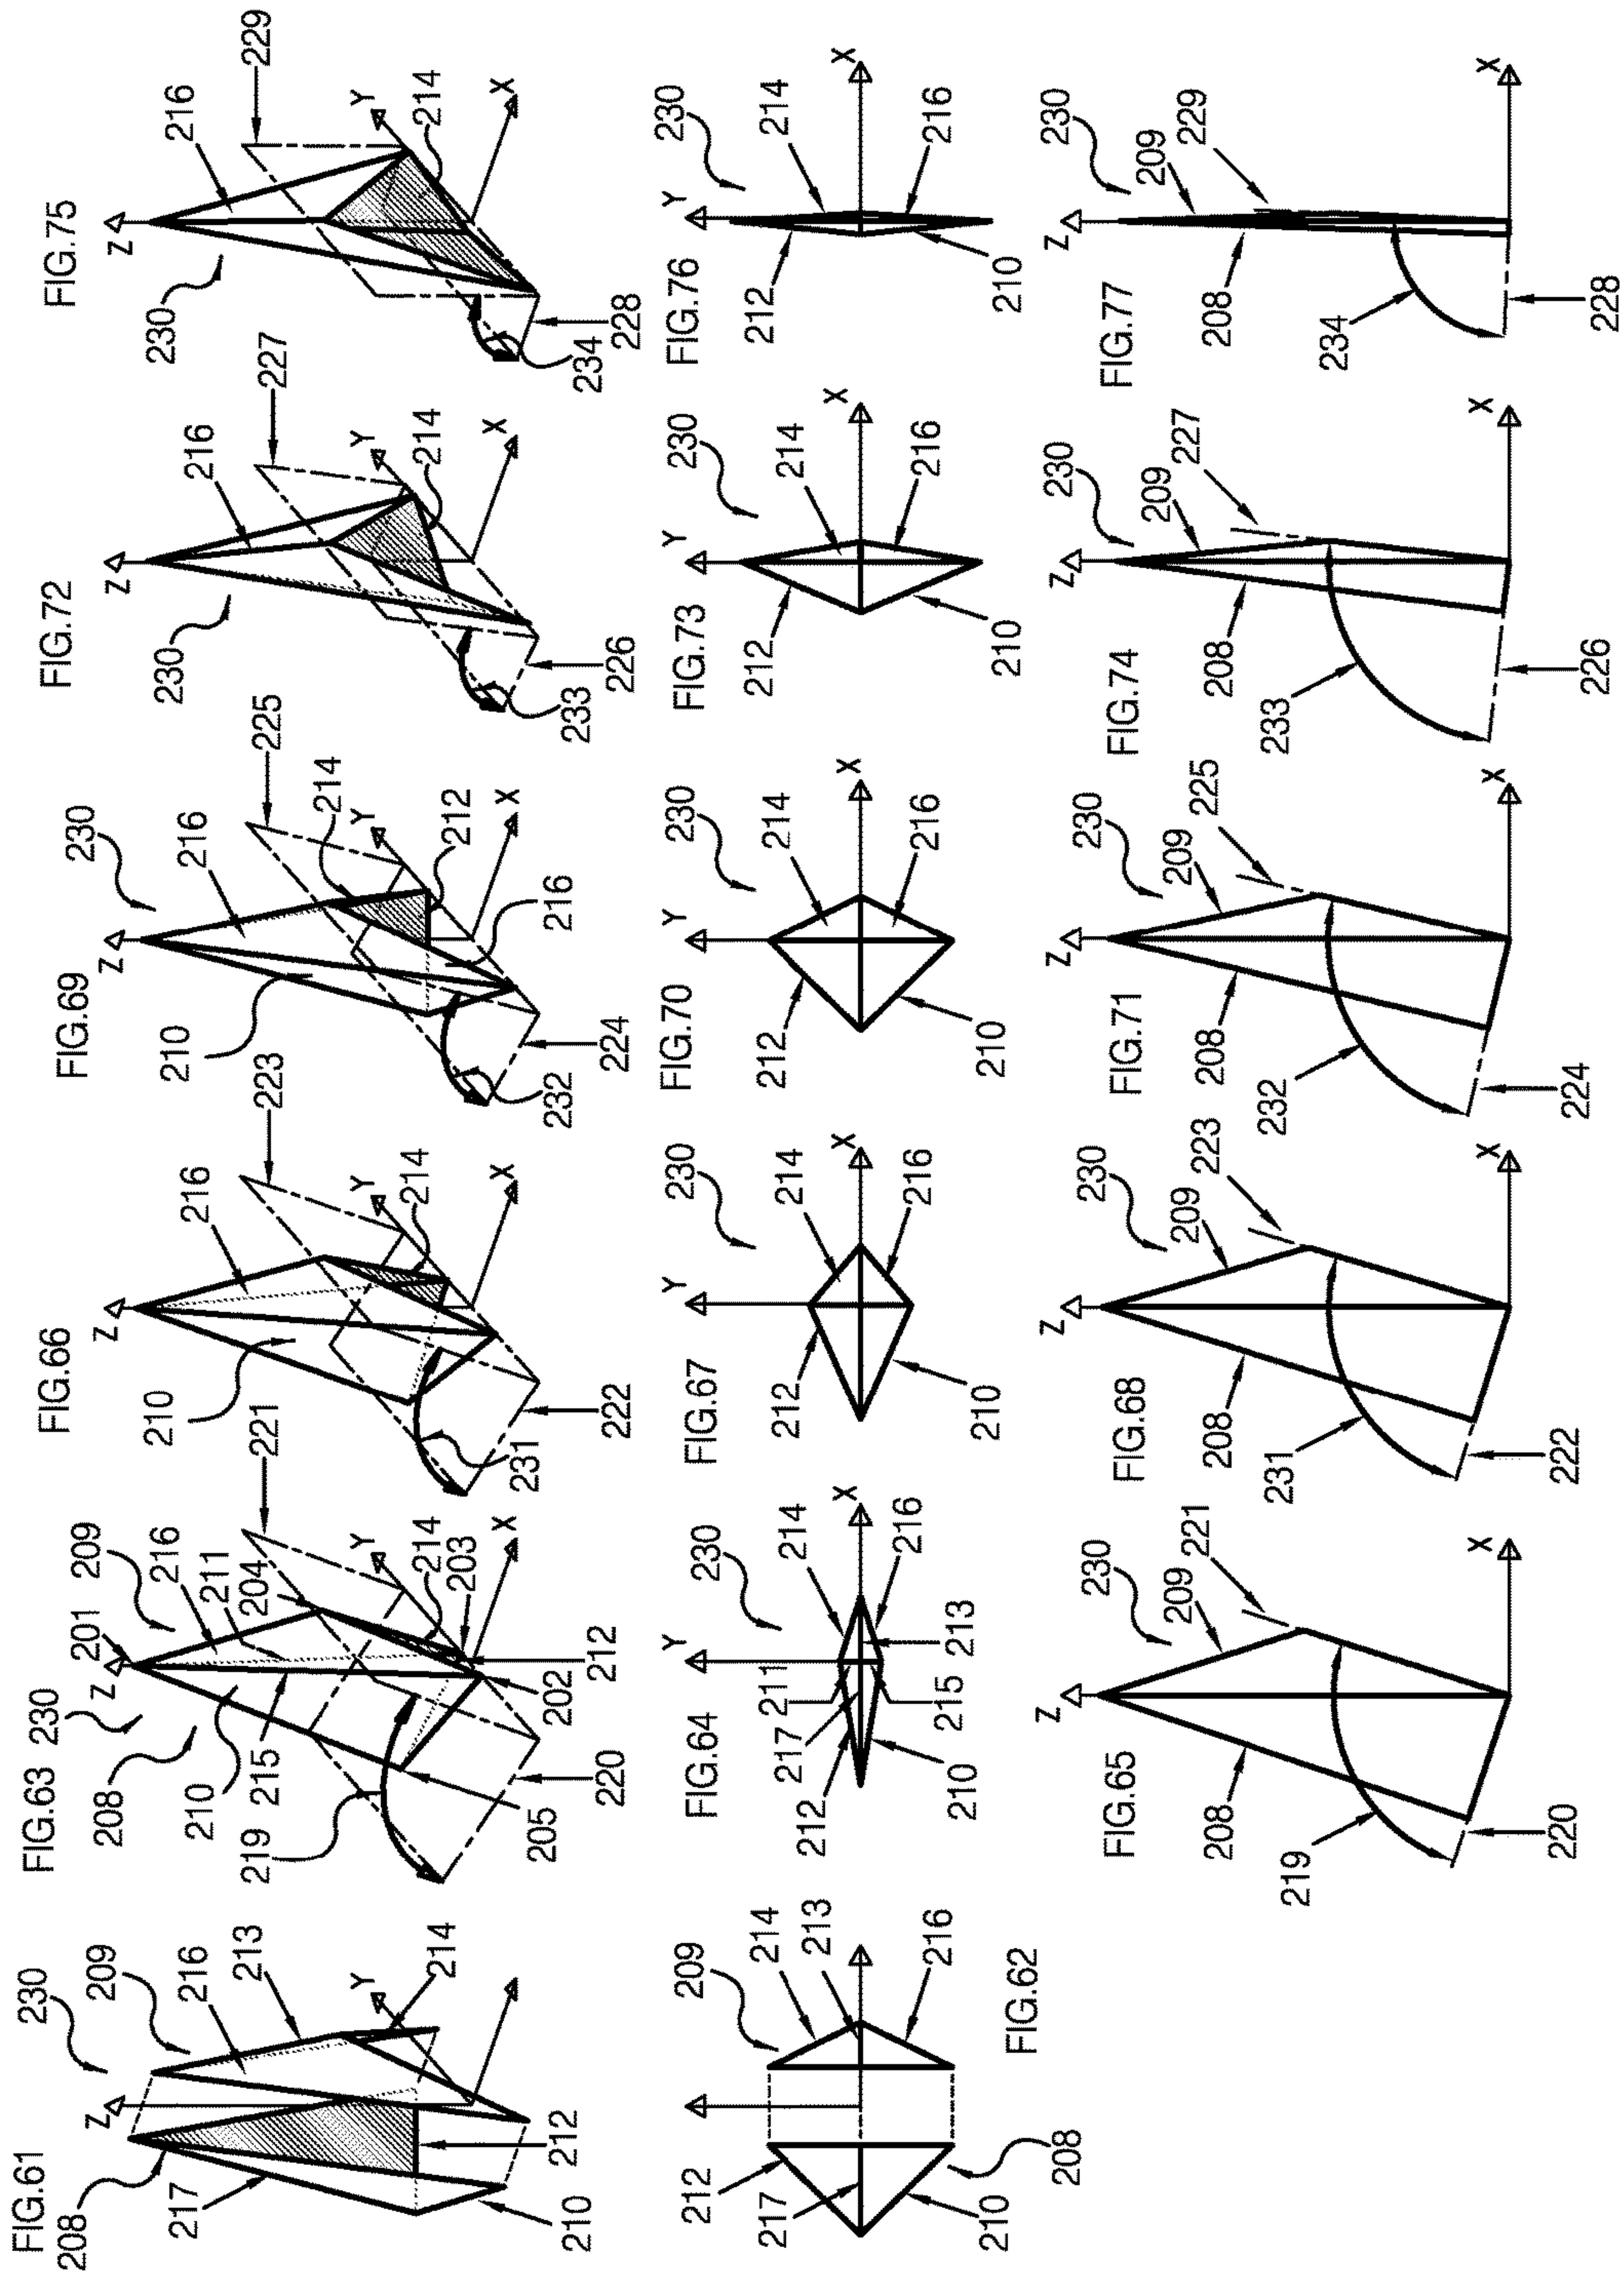 FIG.61
230
209
216
213
214
208
217
210
212
Z
Y
FIG.63
230
201
209
216
211
204
221
208
210
215
219
205
220
202
212
203
214
Z
Y
X
FIG.66
216
223
210
214
231
222
Z
Y
X
FIG.69
230
216
225
214
212
210
216
232
224
Z
Y
X
FIG.72
216
227
230
214
233
226
Z
Y
X
FIG.75
216
229
230
214
234
228
Z
Y
X
FIG.62
209
214
213
216
212
217
210
208
FIG.64
230
214
216
213
211
217
215
212
210
Y
X
FIG.67
230
214
216
212
210
Y
X
FIG.70
230
214
216
212
210
Y
X
FIG.73
230
214
216
212
210
Y
X
FIG.76
230
214
216
212
210
Y
X
FIG.65
230
209
221
208
219
220
Z
X
FIG.68
230
209
223
208
231
222
Z
X
FIG.71
230
209
225
208
232
224
Z
X
FIG.74
230
209
227
208
233
226
Z
X
FIG.77
230
209
229
208
234
228
Z
X